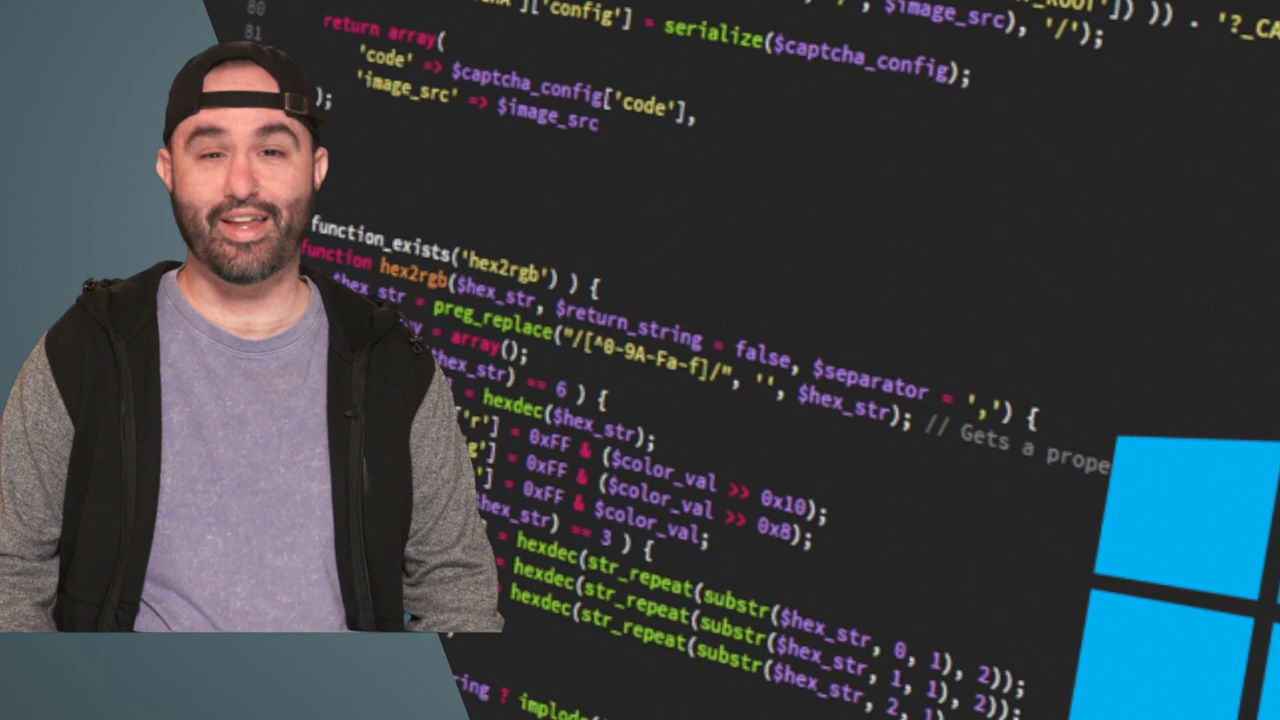 80
81
']['config'] = serialize($captcha_config);
$image_src), '/');
']) )) . '?_CA
return array(
'code' => $captcha_config['code'],
'image_src' => $image_src
);
function_exists('hex2rgb') ) {
function hex2rgb($hex_str, $return_string = false, $separator = ',') {
$hex_str = preg_replace("/[^0-9A-Fa-f]/", '', $hex_str); // Gets a prope
= array();
hex_str) == 6 ) {
= hexdec($hex_str);
['r'] = 0xFF & ($color_val >> 0x10);
'] = 0xFF & ($color_val >> 0x8);
'] = 0xFF & $color_val;
$hex_str) == 3 ) {
= hexdec(str_repeat(substr($hex_str, 0, 1), 2));
= hexdec(str_repeat(substr($hex_str, 1, 1), 2));
hexdec(str_repeat(substr($hex_str, 2, 1)
ring ? implode(